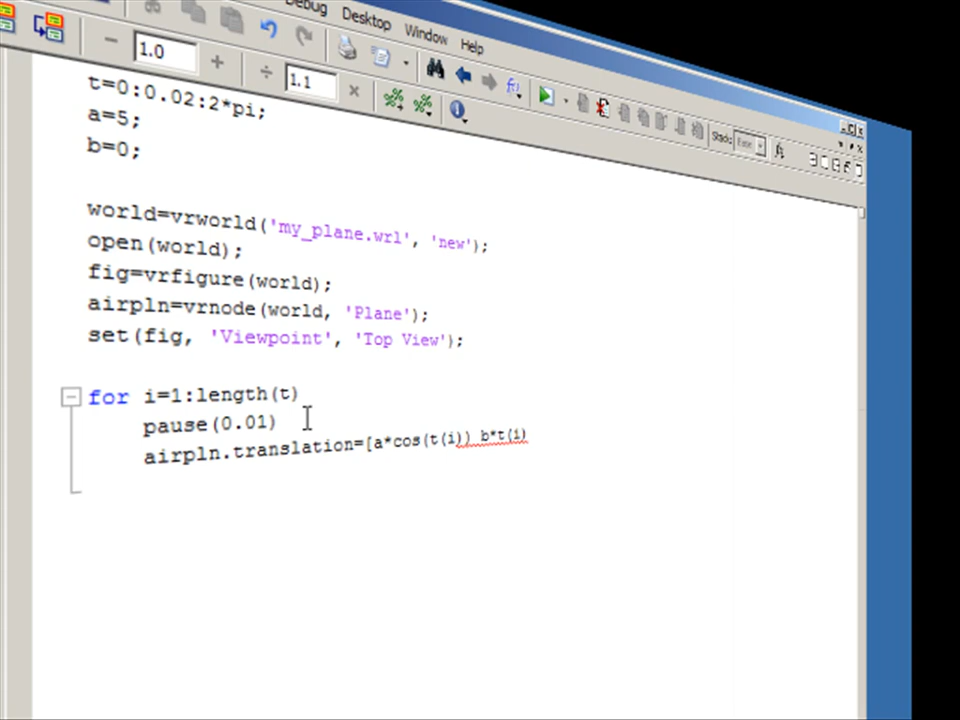 Debug Desktop Window Help
1.0 1.1 Stack: Base
t=0:0.02:2*pi;
a=5;
b=0;
world=vrworld('my_plane.wrl', 'new');
open(world);
fig=vrfigure(world);
airpln=vrnode(world, 'Plane');
set(fig, 'Viewpoint', 'Top View');
for i=1:length(t)
pause(0.01)
airpln.translation=[a*cos(t(i)) b*t(i)